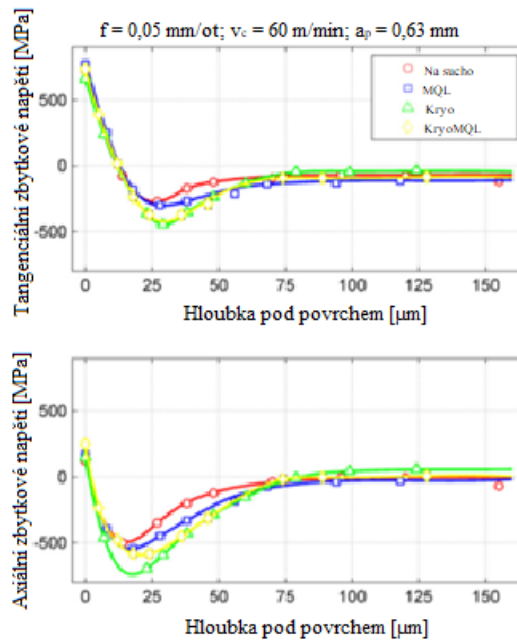 f = 0,05 mm/ot; vc = 60 m/min; ap = 0,63 mm
Tangenciální zbytkové napětí [MPa]
500
0
-500
Na sucho
MQL
Kryo
KryoMQL
0 25 50 75 100 125 150
Hloubka pod povrchem [μm]
Axiální zbytkové napětí [MPa]
500
0
-500
0 25 50 75 100 125 150
Hloubka pod povrchem [μm]